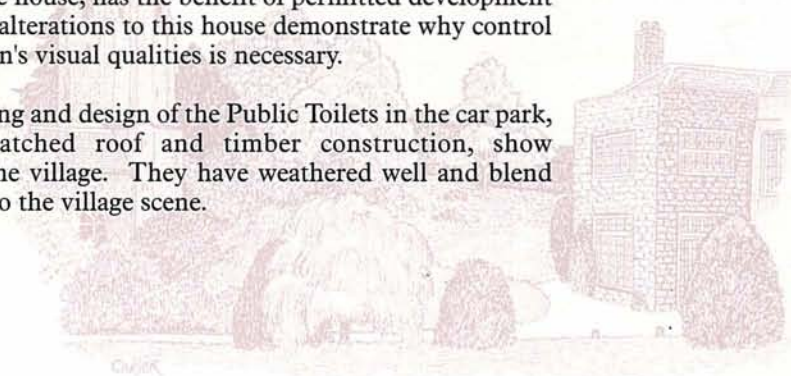 e house, has the benefit of permitted development
alterations to this house demonstrate why control
n's visual qualities is necessary.
ng and design of the Public Toilets in the car park,
atched roof and timber construction, show
ne village. They have weathered well and blend
o the village scene.